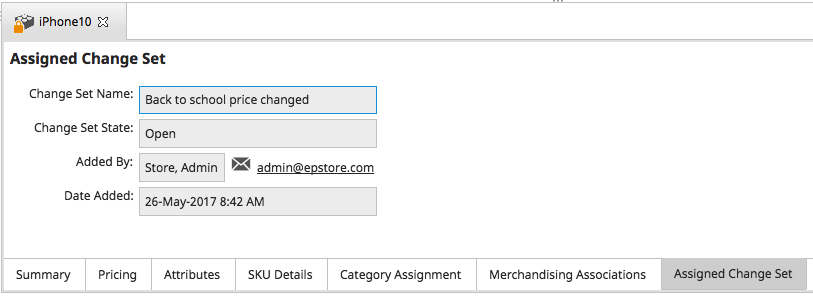 iPhone10
Assigned Change Set
Change Set Name: Back to school price changed
Change Set State: Open
Added By: Store, Admin admin@epstore.com
Date Added: 26-May-2017 8:42 AM
Summary Pricing Attributes SKU Details Category Assignment Merchandising Associations Assigned Change Set